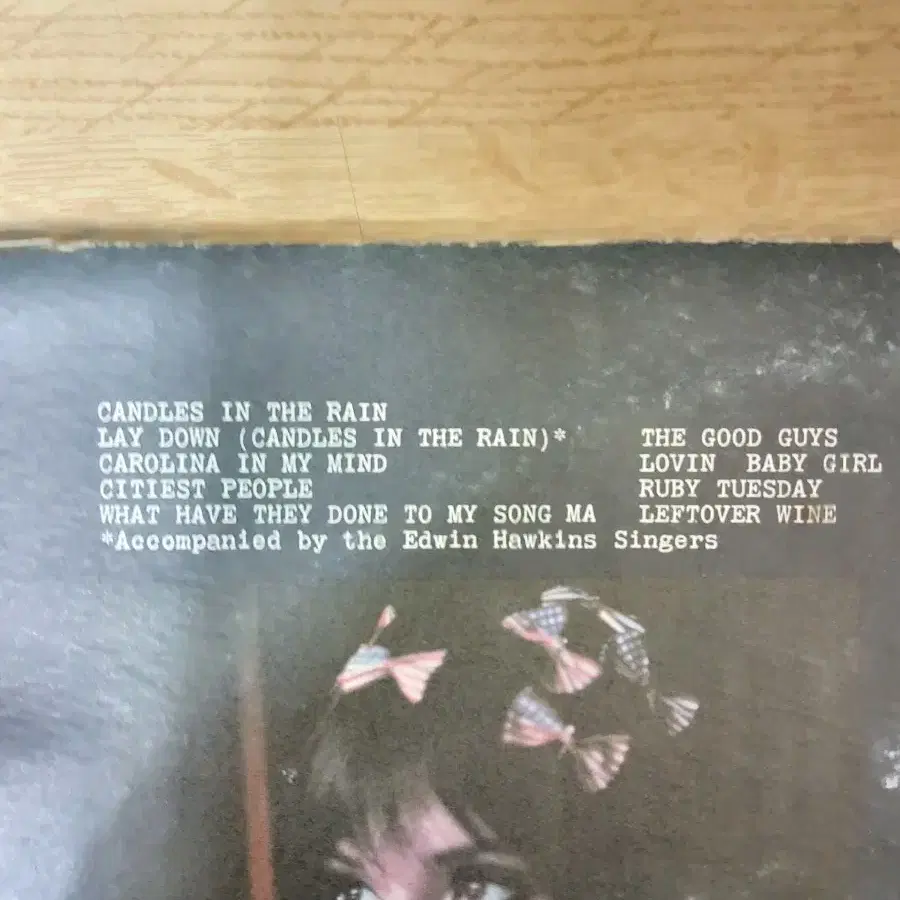 CANDLES IN THE RAIN
LAY DOWN (CANDLES IN THE RAIN)*
CAROLINA IN MY MIND
CITIEST PEOPLE
WHAT HAVE THEY DONE TO MY SONG MA
*Accompanied by the Edwin Hawkins Singers
THE GOOD GUYS
LOVIN BABY GIRL
RUBY TUESDAY
LEFTOVER WINE